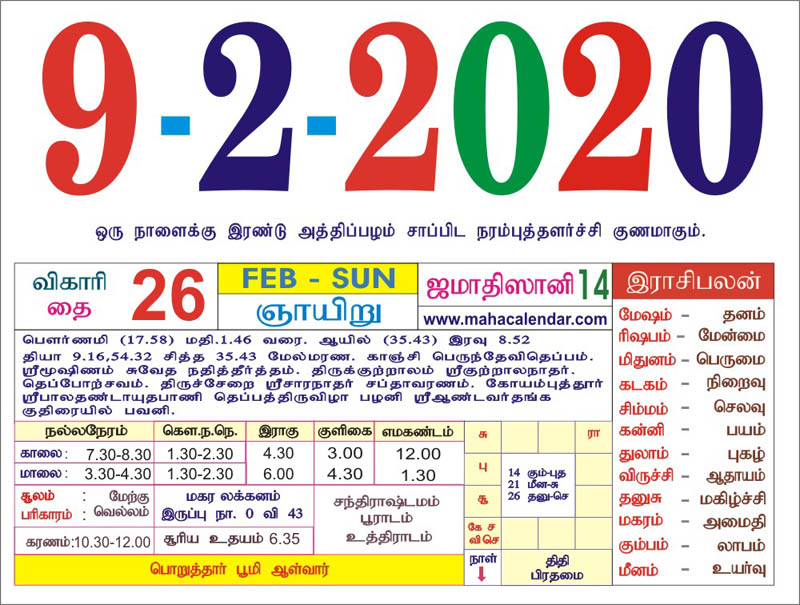 9-2-2020
ஒரு நாளைக்கு இரண்டு அத்திப்பழம் சாப்பிட நரம்புத்தளர்ச்சி குணமாகும்.
விகாரி
தை
26
FEB - SUN
ஞாயிறு
ஜமாதிஸானி 14
www.mahacalendar.com
பௌர்ணமி (17.58) மதி.1.46 வரை. ஆயில் (35.43) இரவு 8.52
தியா 9.16,54.32 சித்த 35.43 மேல்மரண. காஞ்சி பெருந்தேவிதெப்பம்.
ஸ்ரீமூஷ்ணம் சுவேத நதித்தீர்த்தம். திருக்குற்றாலம் ஸ்ரீகுற்றாலநாதர்.
தெப்போற்சவம். திருச்சேறை ஸ்ரீசாரநாதர் சப்தாவரணம். கோயம்புத்தூர்
ஸ்ரீபாலதண்டாயுதபாணி தெப்பத்திருவிழா பழனி ஸ்ரீஆண்டவர்தங்க
குதிரையில் பவனி.
நல்லநேரம் கௌ.ந.நெ. இராகு குளிகை எமகண்டம்
காலை: 7.30-8.30 1.30-2.30 4.30 3.00 12.00
மாலை: 3.30-4.30 1.30-2.30 6.00 4.30 1.30
சூலம் : மேற்கு
பரிகாரம் : வெல்லம்
மகர லக்கனம்
இருப்பு நா. 0 வி 43
கரணம்:10.30-12.00 சூரிய உதயம் 6.35
சந்திராஷ்டமம்
பூராடம்
உத்திராடம்
பொறுத்தார் பூமி ஆள்வார்
சு ரா
பு
சூ
கே ச
வி செ
14 கும்-புத
21 மீன-சு
26 தனு-செ
நாள்
திதி
பிரதமை
இராசிபலன்
மேஷம் – தனம்
ரிஷபம் – மேன்மை
மிதுனம் – பெருமை
கடகம் – நிறைவு
சிம்மம் – செலவு
கன்னி – பயம்
துலாம் – புகழ்
விருச்சி – ஆதாயம்
தனுசு – மகிழ்ச்சி
மகரம் – அமைதி
கும்பம் – லாபம்
மீனம் – உயர்வு